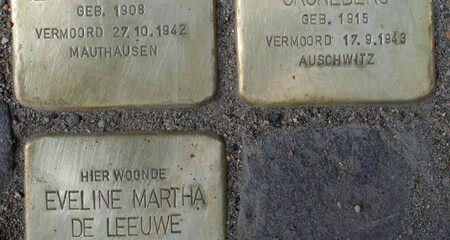 GEB. 1908
VERMOORD 27.10.1942
MAUTHAUSEN
GEB. 1915
VERMOORD 17.9.1943
AUSCHWITZ
HIER WOONDE
EVELINE MARTHA
DE LEEUWE